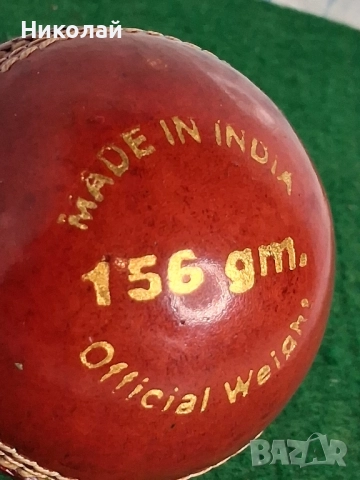 Николай
MADE IN INDIA
156 gm.
Official Weight
BAZAR